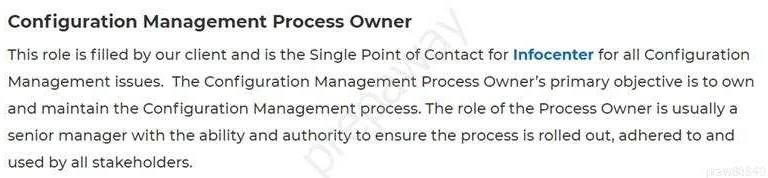 Configuration Management Process Owner
This role is filled by our client and is the Single Point of Contact for Infocenter for all Configuration
Management issues.  The Configuration Management Process Owner's primary objective is to own
and maintain the Configuration Management process. The role of the Process Owner is usually a
senior manager with the ability and authority to ensure the process is rolled out, adhered to and
used by all stakeholders.
prepaway